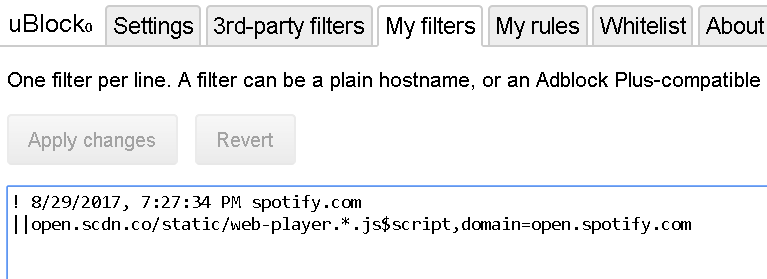 uBlock₀ Settings 3rd-party filters My filters My rules Whitelist About
One filter per line. A filter can be a plain hostname, or an Adblock Plus-compatible
Apply changes Revert
! 8/29/2017, 7:27:34 PM spotify.com
||open.scdn.co/static/web-player.*.js$script,domain=open.spotify.com